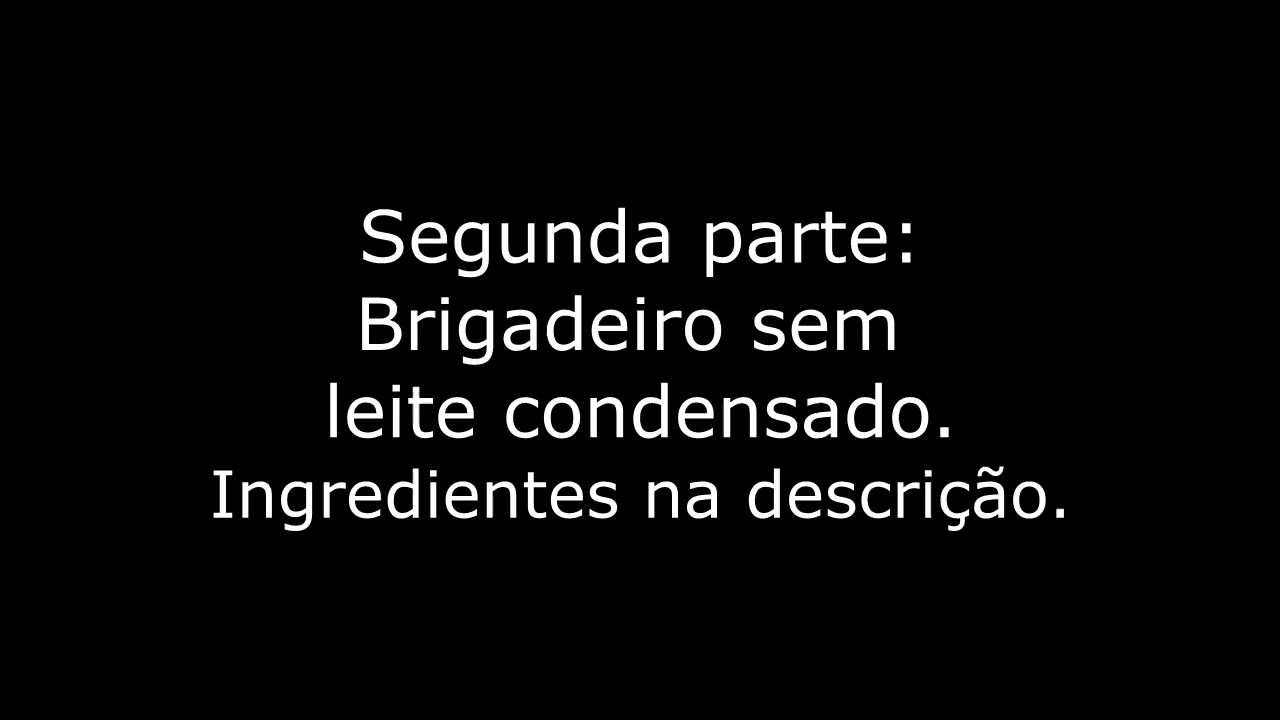 Segunda parte:
Brigadeiro sem
leite condensado.
Ingredientes na descrição.